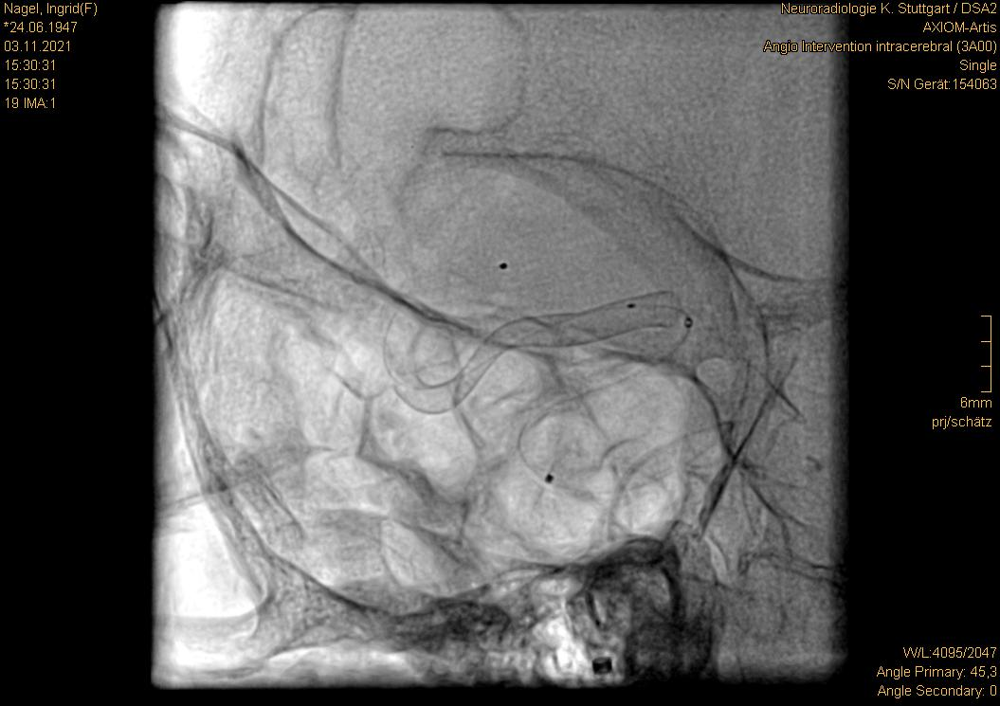 Nagel, Ingrid(F)
*24.06.1947
03.11.2021
15:30:31
15:30:31
19 IMA:1
Neuroradiologie K. Stuttgart / DSA2
AXIOM-Artis
Angio Intervention intracerebral (3A00)
Single
S/N Gerät:154063
6mm
prj/schätz
W/L:4095/2047
Angle Primary: 45,3
Angle Secondary: 0